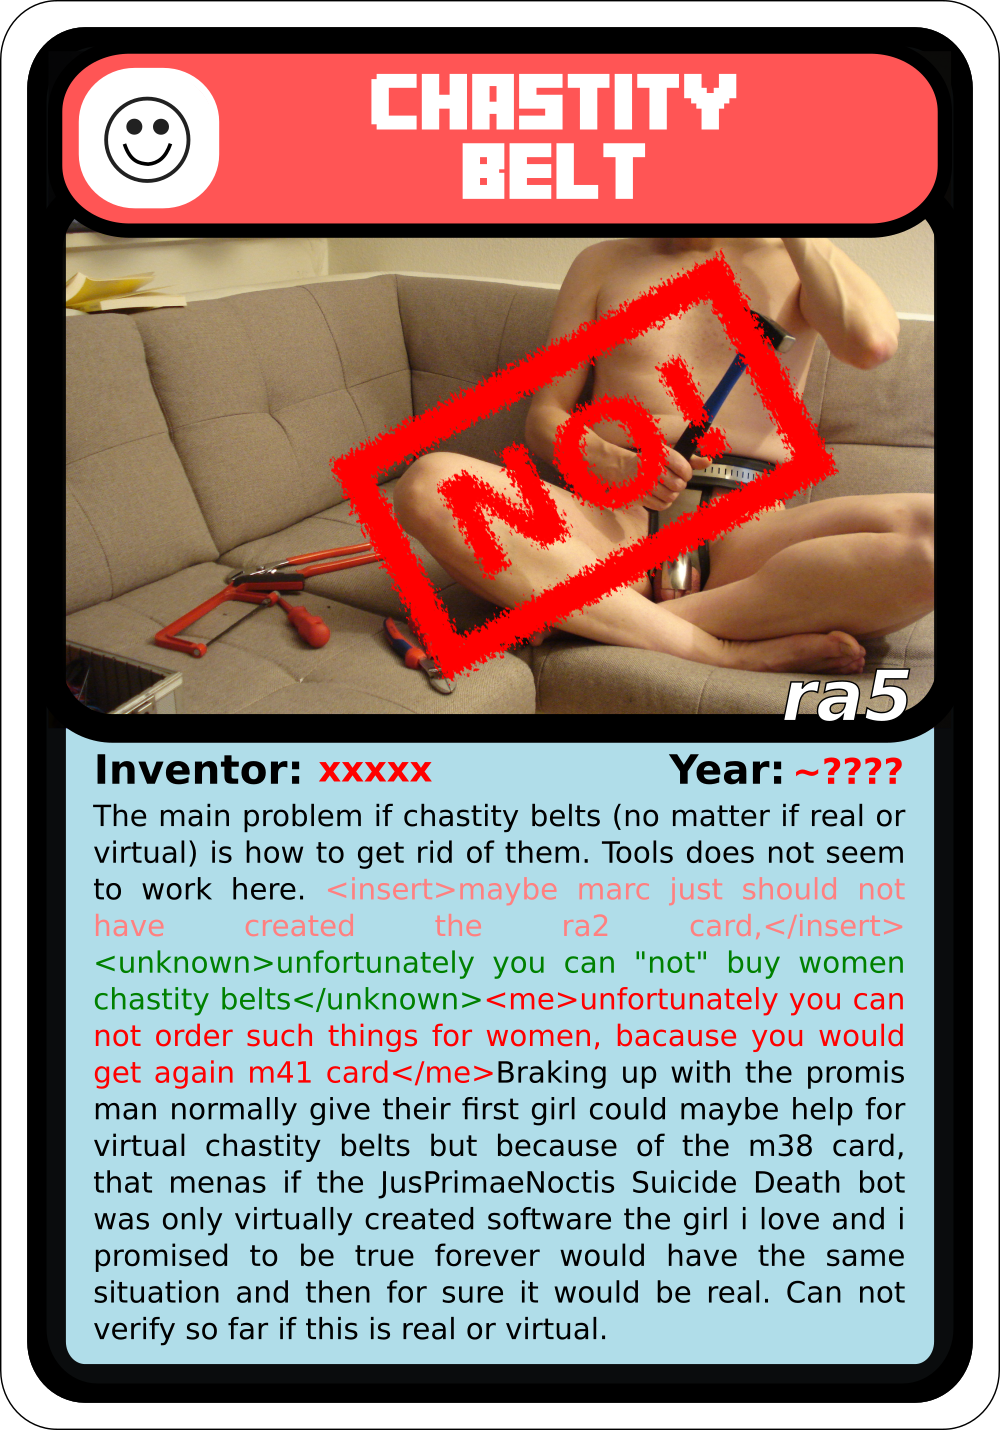 CHASTITY
BELT
NO!
ra5
Inventor: xxxxx Year: ~????
The main problem if chastity belts (no matter if real or
virtual) is how to get rid of them. Tools does not seem
to work here. <insert>maybe marc just should not
have created the ra2 card,</insert>
<unknown>unfortunately you can "not" buy women
chastity belts</unknown><me>unfortunately you can
not order such things for women, bacause you would
get again m41 card</me>Braking up with the promis
man normally give their first girl could maybe help for
virtual chastity belts but because of the m38 card,
that menas if the JusPrimaeNoctis Suicide Death bot
was only virtually created software the girl i love and i
promised to be true forever would have the same
situation and then for sure it would be real. Can not
verify so far if this is real or virtual.